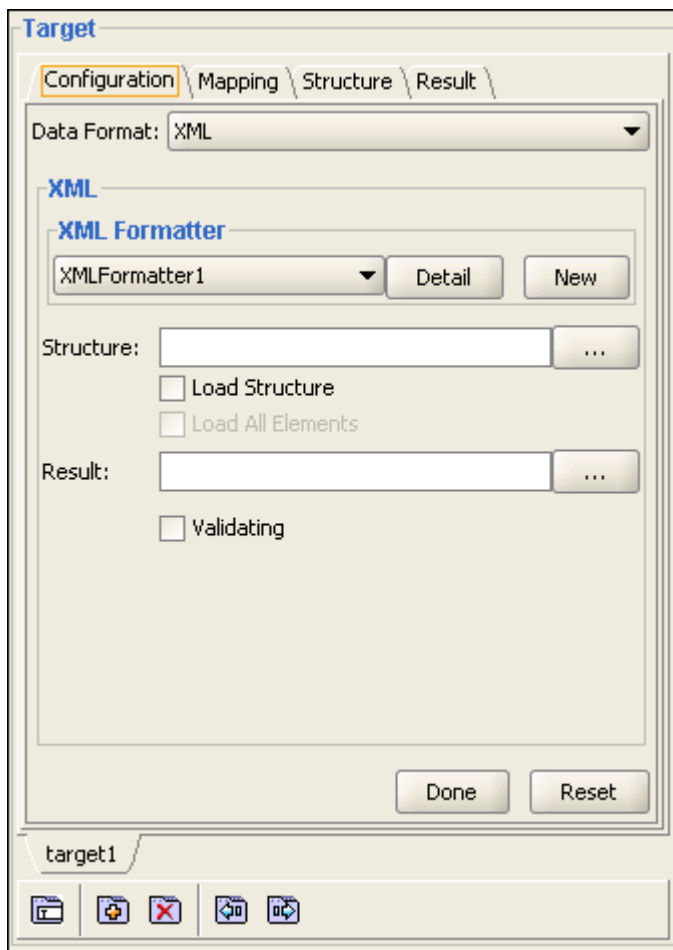 Target
Configuration Mapping Structure Result
Data Format: XML
XML
XML Formatter
XMLFormatter1 Detail New
Structure: ...
Load Structure
Load All Elements
Result: ...
Validating
Done Reset
target1